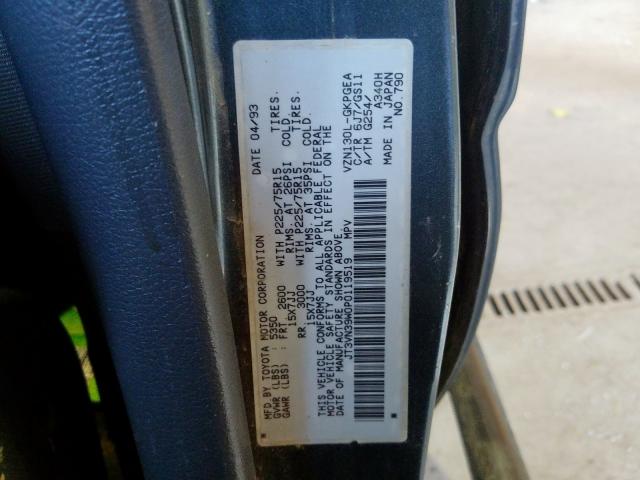 MFD BY TOYOTA MOTOR CORPORATION DATE 04/93
GVWR (LBS) : 5350
GAWR (LBS) : FRT. 2600 WITH P225/75R15 TIRES.
15X7JJ RIMS. AT 26PSI COLD.
RR. 3000 WITH P225/75R15 TIRES.
15X7JJ RIMS. AT 35PSI COLD.
THIS VEHICLE CONFORMS TO ALL APPLICABLE FEDERAL
MOTOR VEHICLE SAFETY STANDARDS IN EFFECT ON THE
DATE OF MANUFACTURE SHOWN ABOVE.
JT3VN39W0P0119519 MPV VZN130L-GKPGEA
C/TR 6J7/GS11
A/TM G254/ A340H
MADE IN JAPAN
NO.790